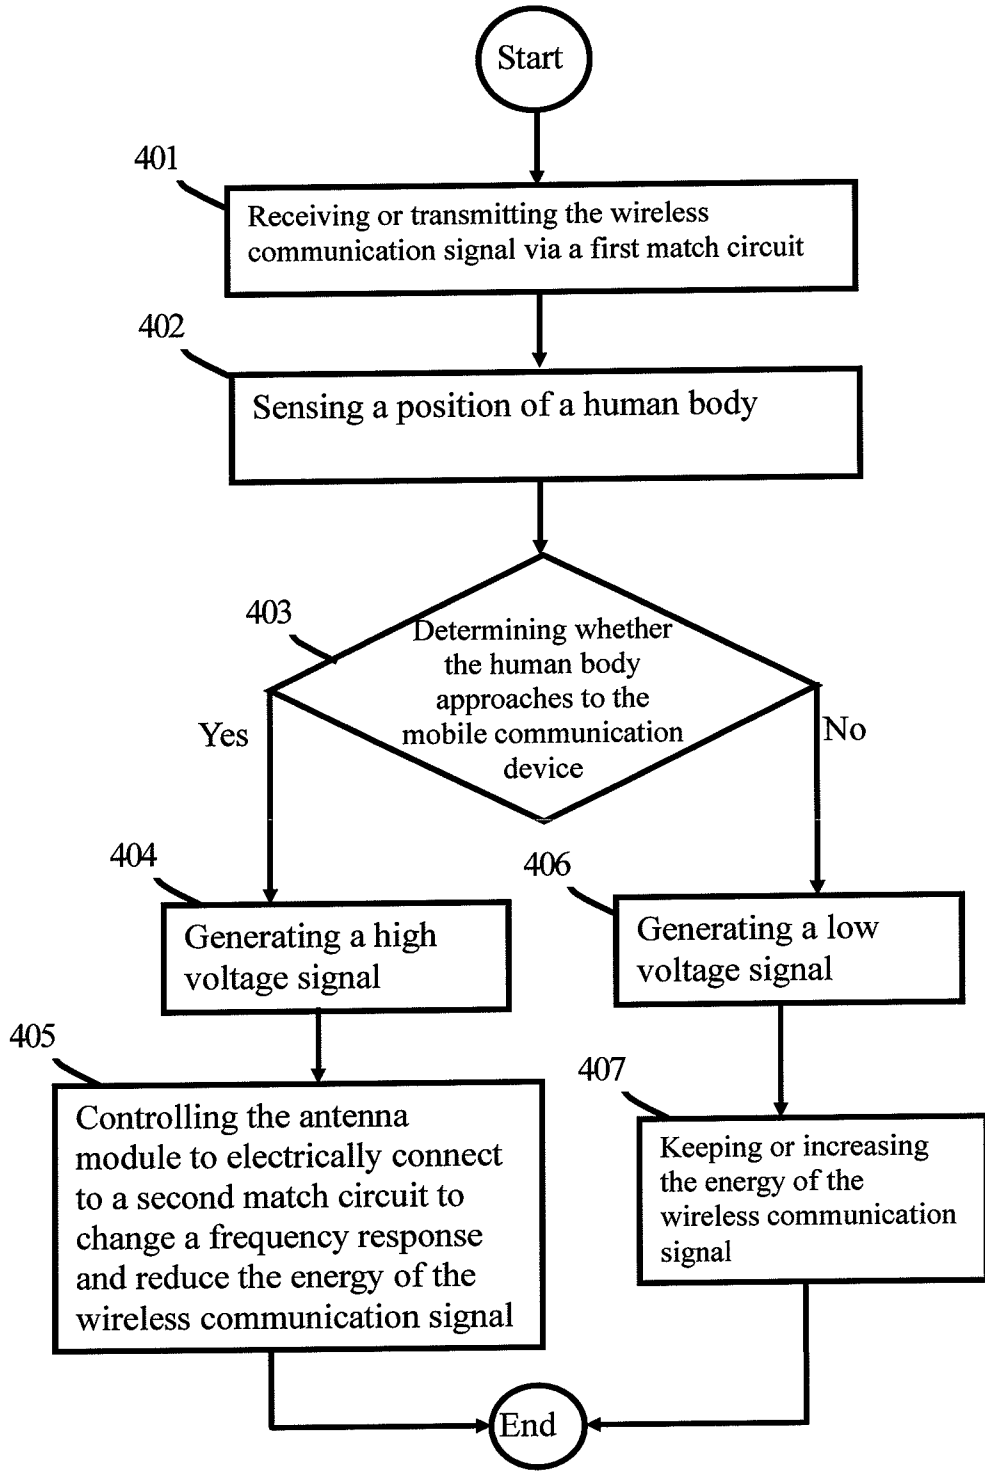 Start
401
Receiving or transmitting the wireless
communication signal via a first match circuit
402
Sensing a position of a human body
403
Determining whether
the human body
approaches to the
mobile communication
device
Yes
No
404
Generating a high
voltage signal
406
Generating a low
voltage signal
405
Controlling the antenna
module to electrically connect
to a second match circuit to
change a frequency response
and reduce the energy of the
wireless communication signal
407
Keeping or increasing
the energy of the
wireless communication
signal
End